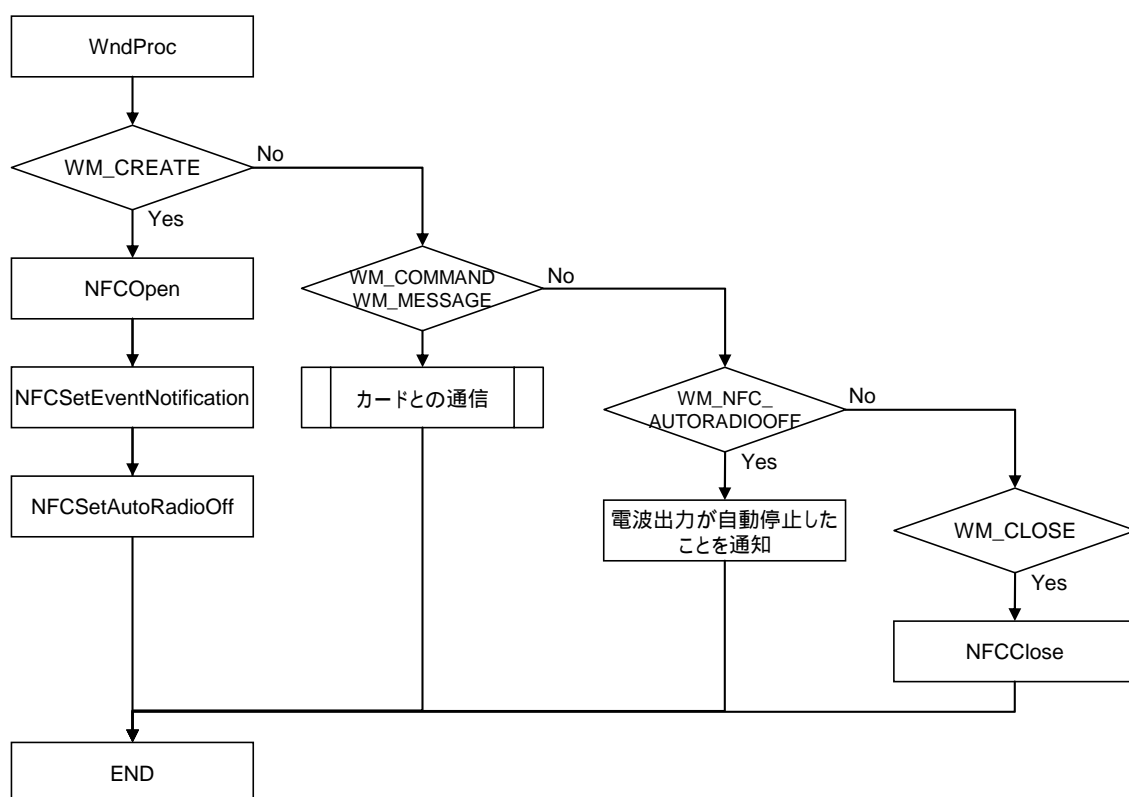 WndProc
WM_CREATE
No
Yes
NFCOpen
NFCSetEventNotification
NFCSetAutoRadioOff
WM_COMMAND
WM_MESSAGE
No
カードとの通信
WM_NFC_
AUTORADIOOFF
No
Yes
電波出力が自動停止した
ことを通知
WM_CLOSE
Yes
NFCClose
END